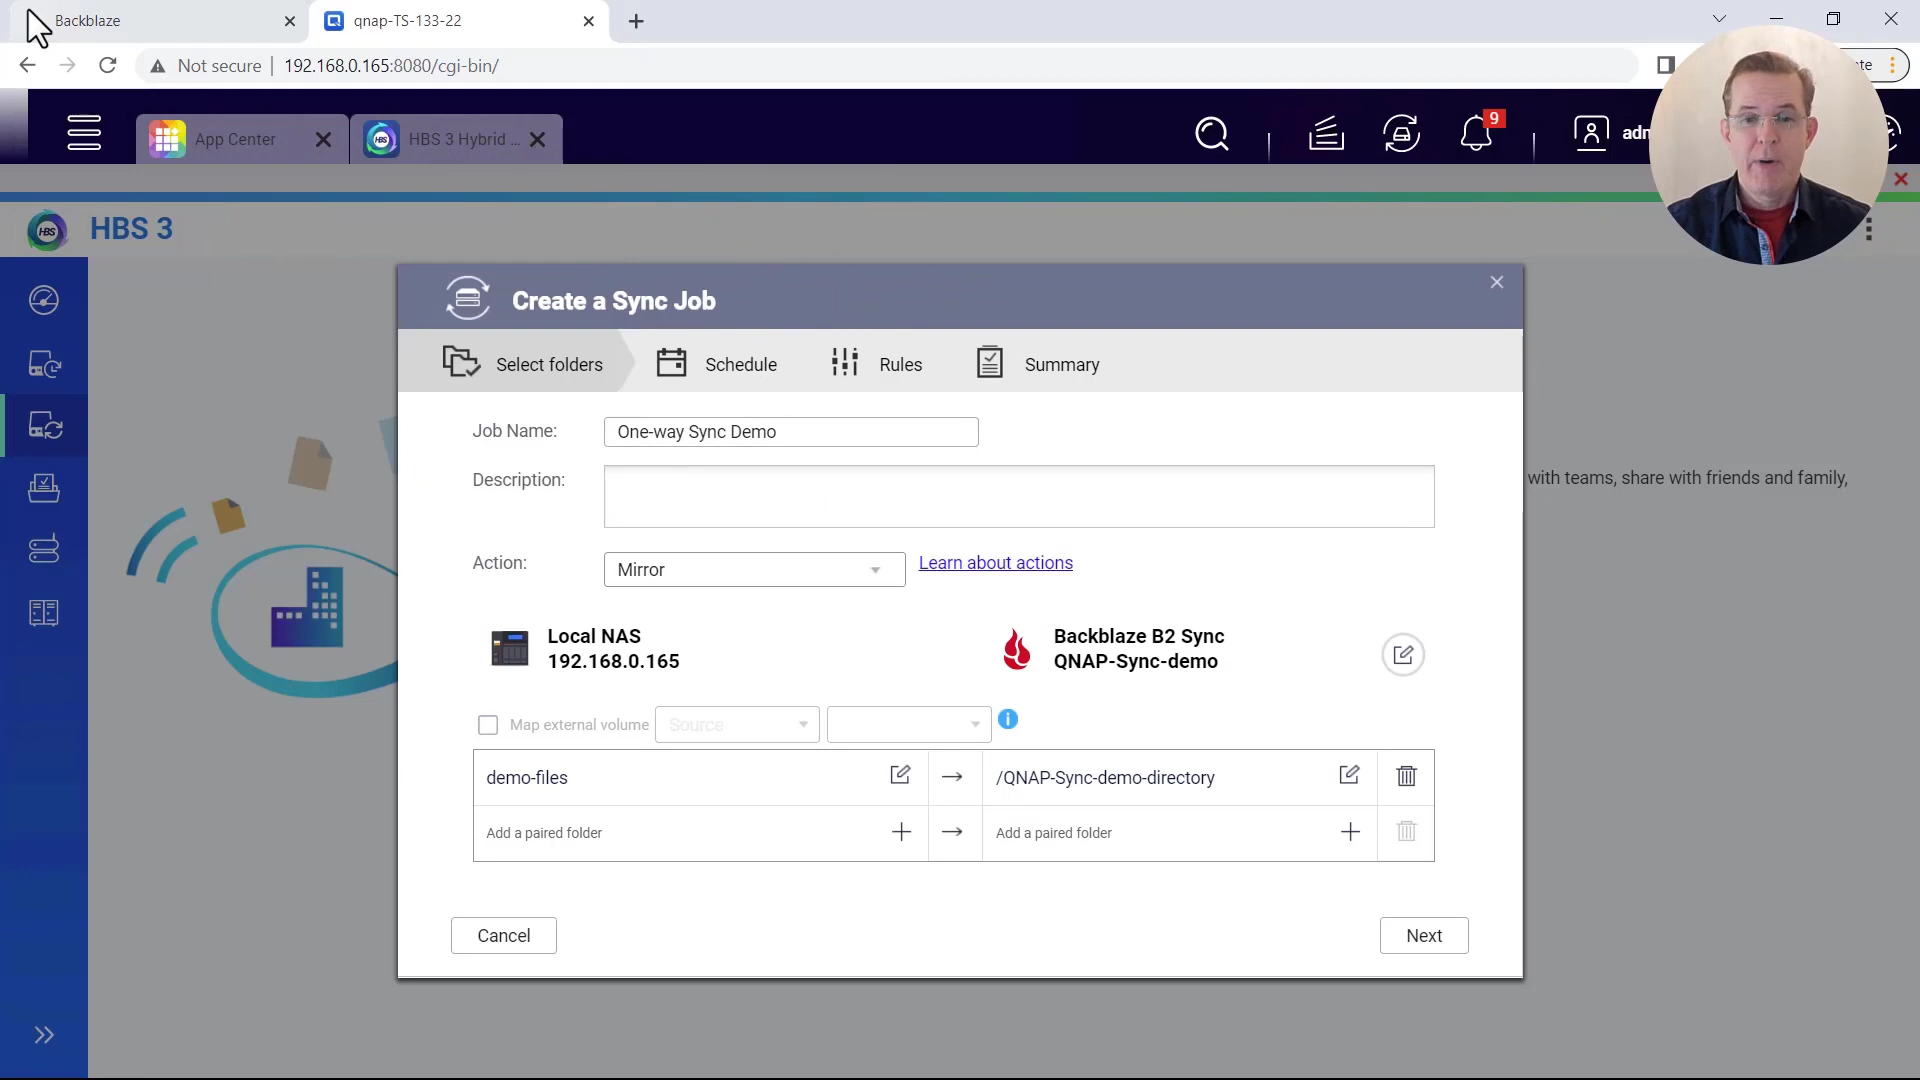 Backblaze
qnap-TS-133-22
Not secure
192.168.0.165:8080/cgi-bin/
App Center
HBS 3 Hybrid ...
9
HBS
HBS 3
Create a Sync Job
Select folders
Schedule
Rules
Summary
Job Name:
One-way Sync Demo
Description:
with teams, share with friends and family,
Action:
Mirror
Learn about actions
Local NAS
192.168.0.165
Backblaze B2 Sync
QNAP-Sync-demo
Map external volume
Source
demo-files
/QNAP-Sync-demo-directory
Add a paired folder
Add a paired folder
Cancel
Next